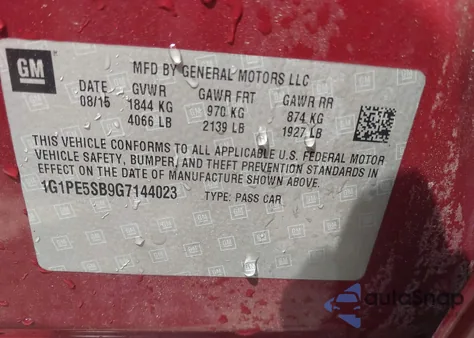 GM
MFD BY GENERAL MOTORS LLC
DATE GVWR GAWR FRT GAWR RR
08/15 1844 KG 970 KG 874 KG
4066 LB 2139 LB 1927 LB
THIS VEHICLE CONFORMS TO ALL APPLICABLE U.S. FEDERAL MOTOR
VEHICLE SAFETY, BUMPER, AND THEFT PREVENTION STANDARDS IN
EFFECT ON THE DATE OF MANUFACTURE SHOWN ABOVE.
1G1PE5SB9G7144023 TYPE: PASS CAR
autoSnap